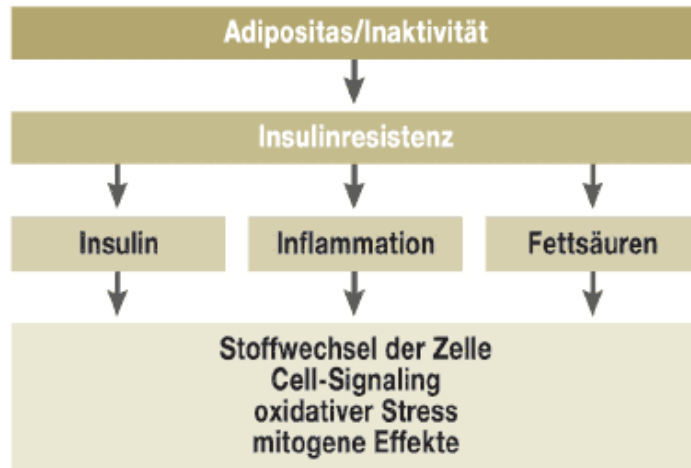 Adipositas/Inaktivität
Insulinresistenz
Insulin
Inflammation
Fettsäuren
Stoffwechsel der Zelle
Cell-Signaling
oxidativer Stress
mitogene Effekte